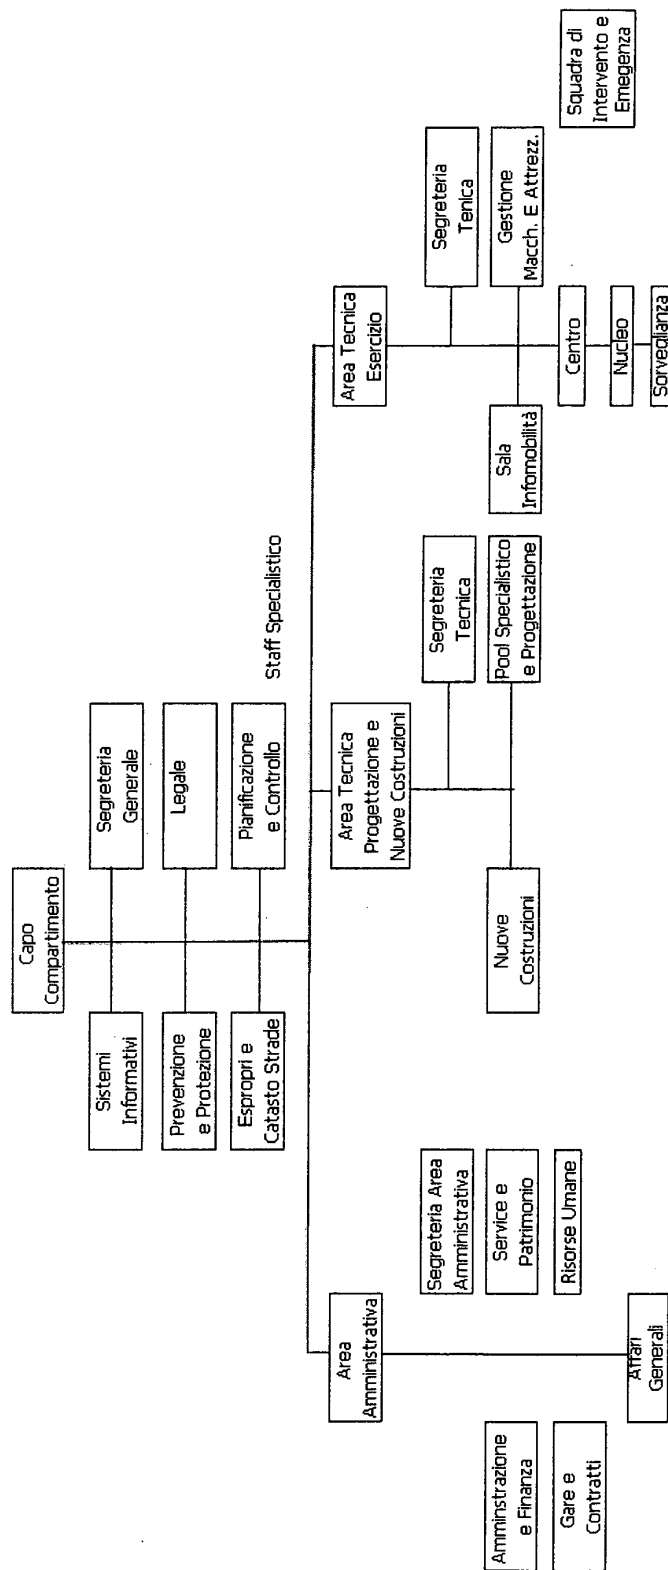 Capo
Compartimento
Sistemi
Informativi
Segreteria
Generale
Prevenzione
e Protezione
Legale
Espropri e
Catasto Strade
Pianificazione
e Controllo
Staff Specialistico
Area
Amministrativa
Segreteria Area
Amministrativa
Amminstrazione
e Finanza
Service e
Patrimonio
Gare e
Contratti
Risorse Umane
Affari
Generali
Area Tecnica
Progettazione e
Nuove Costruzioni
Segreteria
Tecnica
Nuove
Costruzioni
Pool Specialistico
e Progettazione
Area Tecnica
Esercizio
Segreteria
Tenica
Sala
Infomobilità
Gestione
Macch. E Attrezz.
Centro
Squadra di
Intervento e
Emegenza
Nucleo
Sorveglianza